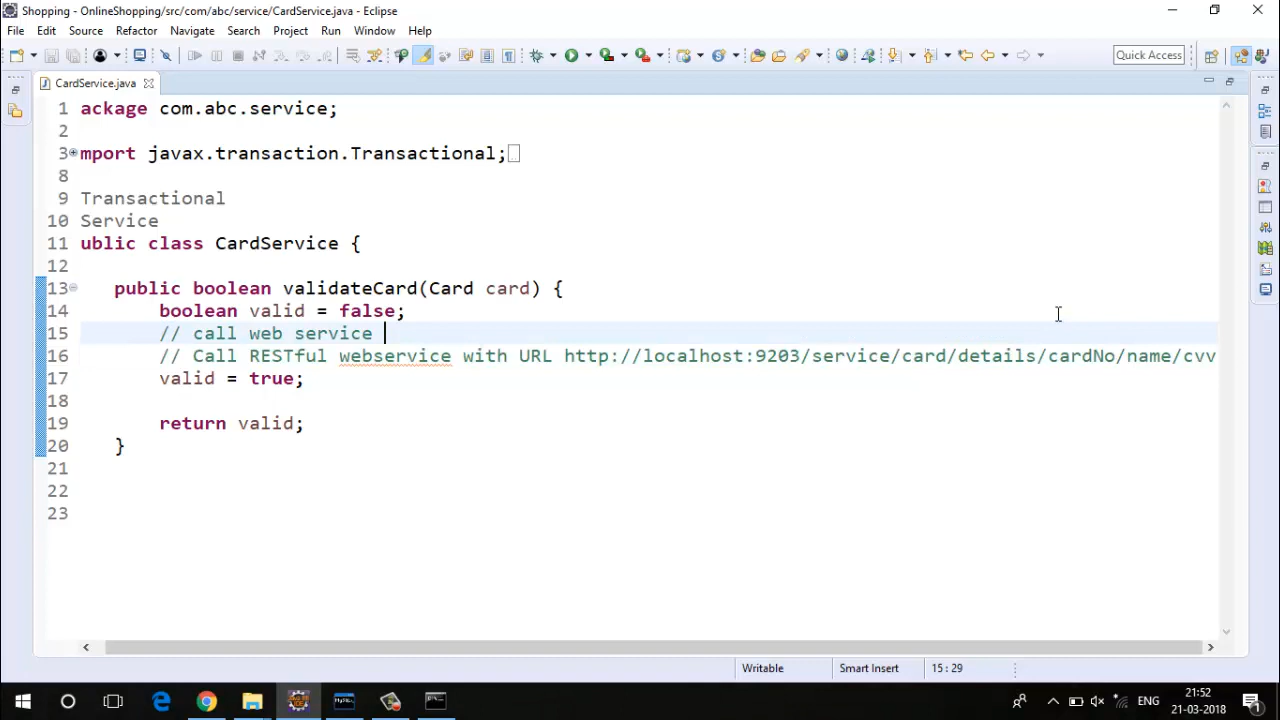 Shopping - OnlineShopping/src/com/abc/service/CardService.java - Eclipse
File Edit Source Refactor Navigate Search Project Run Window Help
Quick Access
CardService.java
1 ackage com.abc.service;
2
3 mport javax.transaction.Transactional;
8
9 Transactional
10 Service
11 ublic class CardService {
12
13 public boolean validateCard(Card card) {
14 boolean valid = false;
15 // call web service
16 // Call RESTful webservice with URL http://localhost:9203/service/card/details/cardNo/name/cvv
17 valid = true;
18
19 return valid;
20 }
21
22
23
Writable Smart Insert 15 : 29
ENG 21:52
21-03-2018